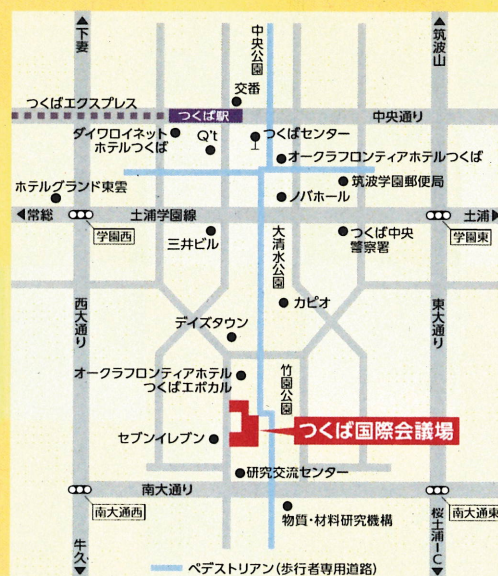 ▲下妻
中央公園
▲筑波山
交番
つくばエクスプレス
つくば駅
中央通り
ダイワロイネット
ホテルつくば
Q't
つくばセンター
オークラフロンティアホテルつくば
筑波学園郵便局
ホテルグランド東雲
ノバホール
◀常総
土浦学園線
土浦▶
学園西
学園東
三井ビル
大清水公園
つくば中央
警察署
西大通り
カピオ
東大通り
デイズタウン
オークラフロンティアホテル
つくばエポカル
竹園公園
つくば国際会議場
セブンイレブン
研究交流センター
南大通り
南大通西
南大通東
物質・材料研究機構
牛久▼
桜土浦IC▼
ペデストリアン(歩行者専用道路)